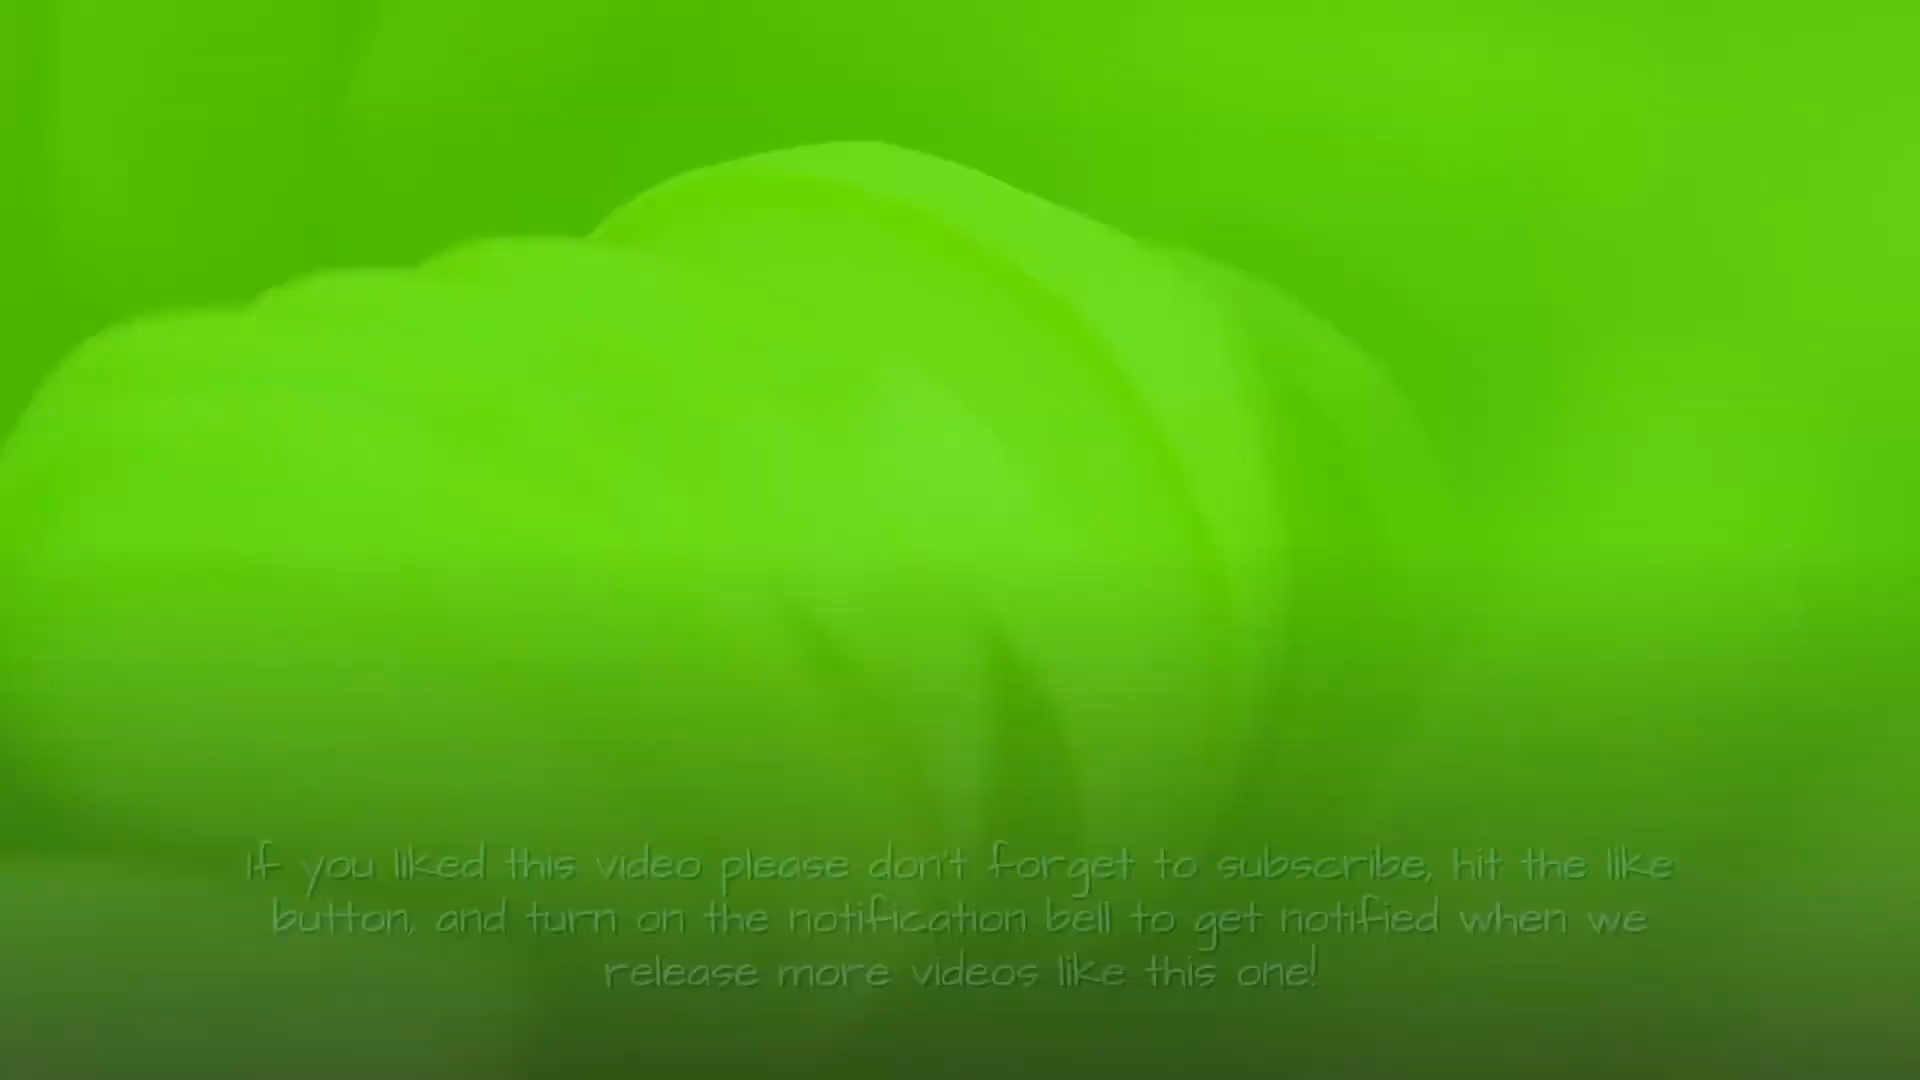 If you liked this video please don't forget to subscribe, hit the like
button, and turn on the notification bell to get notified when we
release more videos like this one!